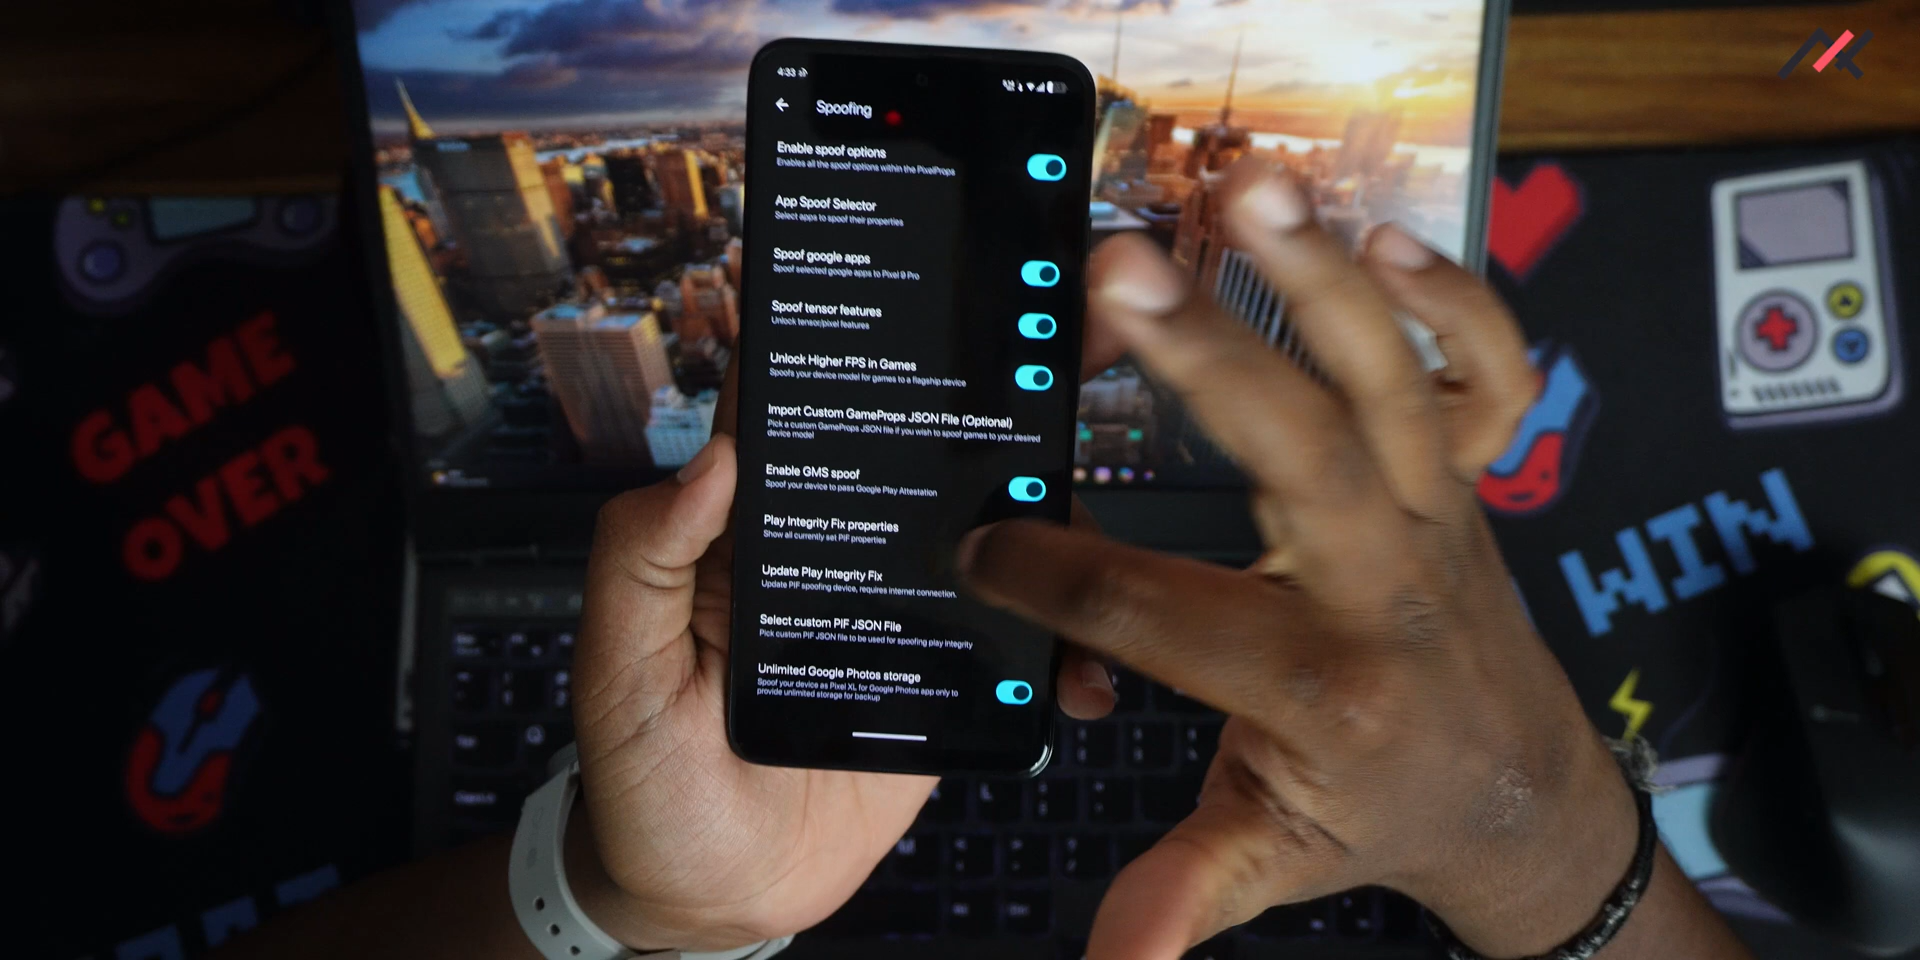 4:33
Spoofing
Enable spoof options
Enables all the spoof options within the PixelProps
App Spoof Selector
Select apps to spoof their properties
Spoof google apps
Spoof selected google apps to Pixel 9 Pro
Spoof tensor features
Unlock tensor/pixel features
Unlock Higher FPS in Games
Spoofs your device model for games to a flagship device
Import Custom GameProps JSON File (Optional)
Pick a custom GameProps JSON file if you wish to spoof games to your desired
device model
Enable GMS spoof
Spoof your device to pass Google Play Attestation
Play Integrity Fix properties
Show all currently set PIF properties
Update Play Integrity Fix
Update PIF spoofing device, requires internet connection.
Select custom PIF JSON File
Pick custom PIF JSON file to be used for spoofing play integrity
Unlimited Google Photos storage
Spoof your device as Pixel XL for Google Photos app only to
provide unlimited storage for backup
GAME
OVER
WIN